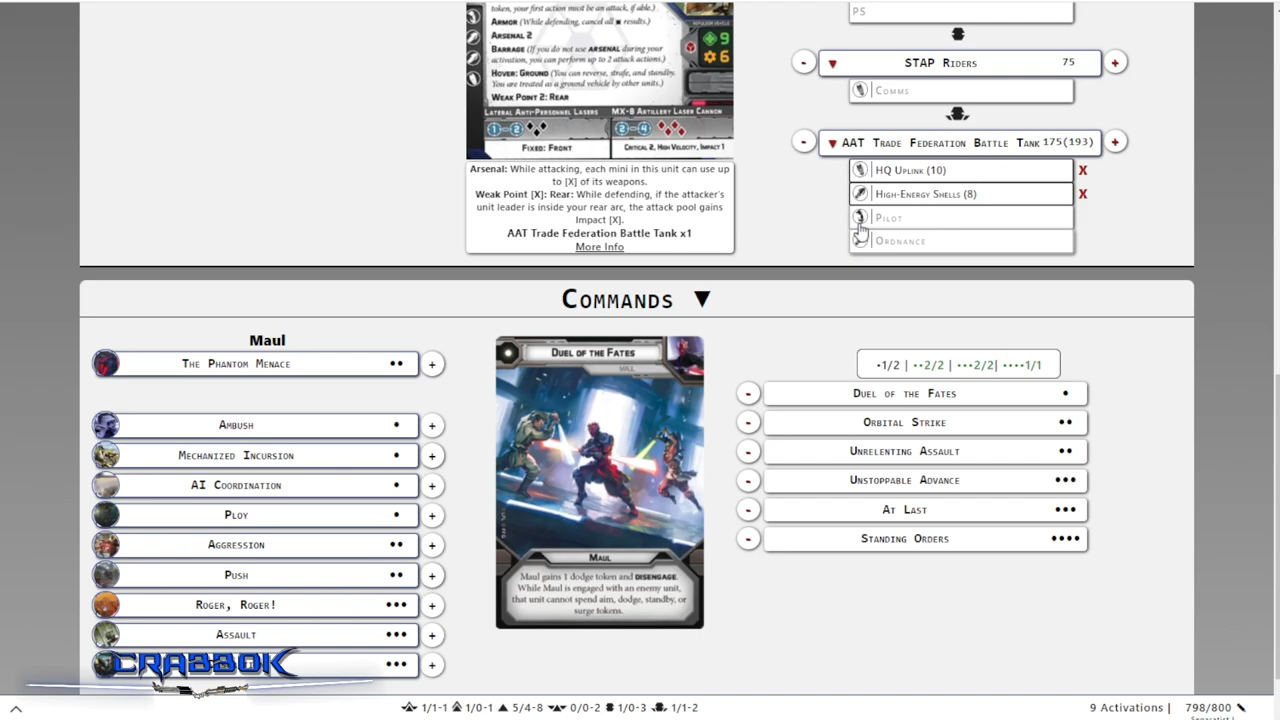 token, your first action must be an attack, if able.)
Armor (While defending, cancel all results.)
Arsenal 2
Barrage (If you do not use Arsenal during your
activation, you can perform up to 2 attack actions.)
Hover: Ground (You can reverse, strafe, and standby.
You are treated as a ground vehicle by other units.)
Weak Point 2: Rear
9
6
Lateral Anti-Personnel Lasers
MX-8 Artillery Laser Cannon
1-2
2-4
Fixed: Front
Critical 2, High Velocity, Impact 1
Arsenal: While attacking, each mini in this unit can use up
to [X] of its weapons.
Weak Point [X]: Rear: While defending, if the attacker's
unit leader is inside your rear arc, the attack pool gains
Impact [X].
AAT Trade Federation Battle Tank x1
More Info
PS
- ▼ STAP Riders 75 +
Comms
- ▼ AAT Trade Federation Battle Tank 175(193) +
HQ Uplink (10) X
High-Energy Shells (8) X
Pilot
Ordnance
Commands ▼
Maul
The Phantom Menace •• +
Ambush • +
Mechanized Incursion • +
AI Coordination • +
Ploy • +
Aggression •• +
Push •• +
Roger, Roger! ••• +
Assault ••• +
••• +
CRABBOK
Duel of the Fates
Maul
Maul
Maul gains 1 dodge token and Disengage.
While Maul is engaged with an enemy unit,
that unit cannot spend aim, dodge, standby, or
surge tokens.
•1/2 | ••2/2 | •••2/2| ••••1/1
- Duel of the Fates •
- Orbital Strike ••
- Unrelenting Assault ••
- Unstoppable Advance •••
- At Last •••
- Standing Orders ••••
1/1-1 1/0-1 5/4-8 0/0-2 1/0-3 1/1-2
9 Activations | 798/800